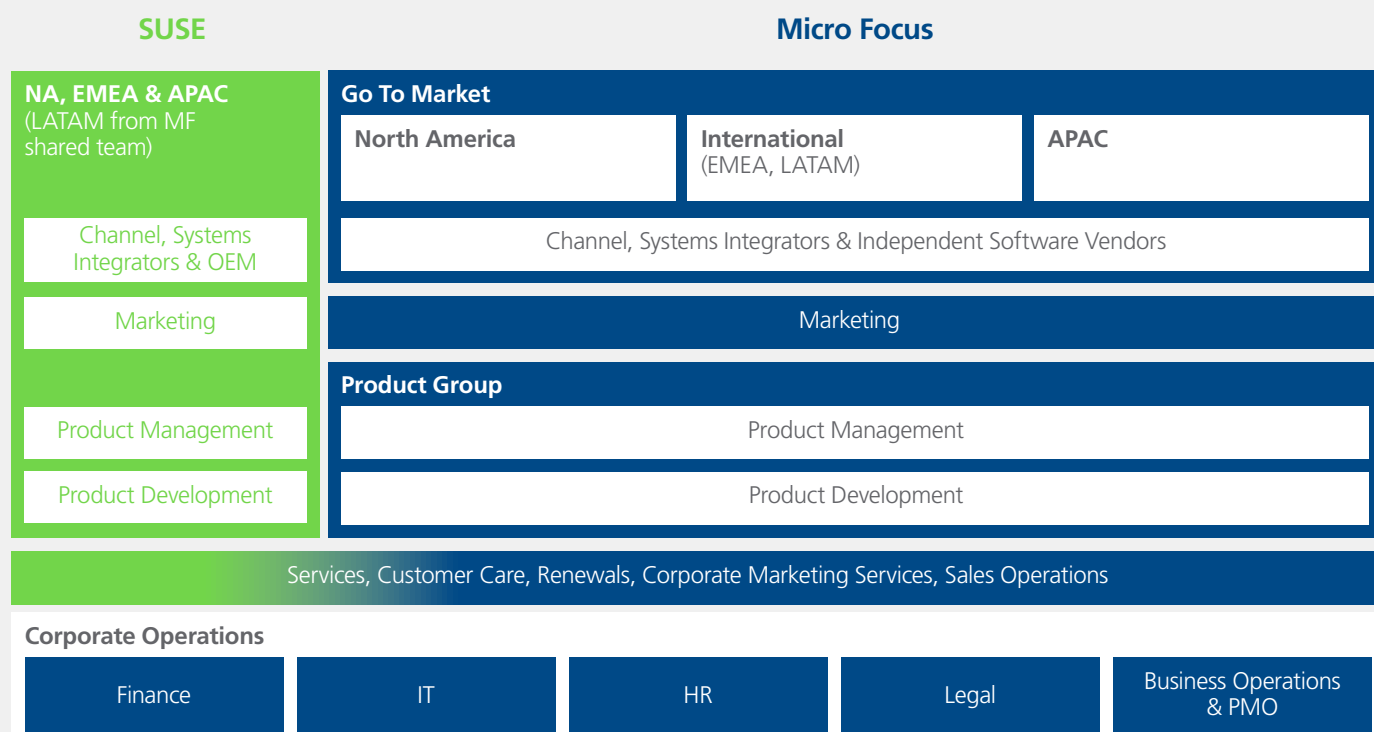 SUSE
Micro Focus
NA, EMEA & APAC
(LATAM from MF
shared team)
Channel, Systems
Integrators & OEM
Marketing
Product Management
Product Development
Go To Market
North America
International
(EMEA, LATAM)
APAC
Channel, Systems Integrators & Independent Software Vendors
Marketing
Product Group
Product Management
Product Development
Services, Customer Care, Renewals, Corporate Marketing Services, Sales Operations
Corporate Operations
Finance
IT
HR
Legal
Business Operations
& PMO